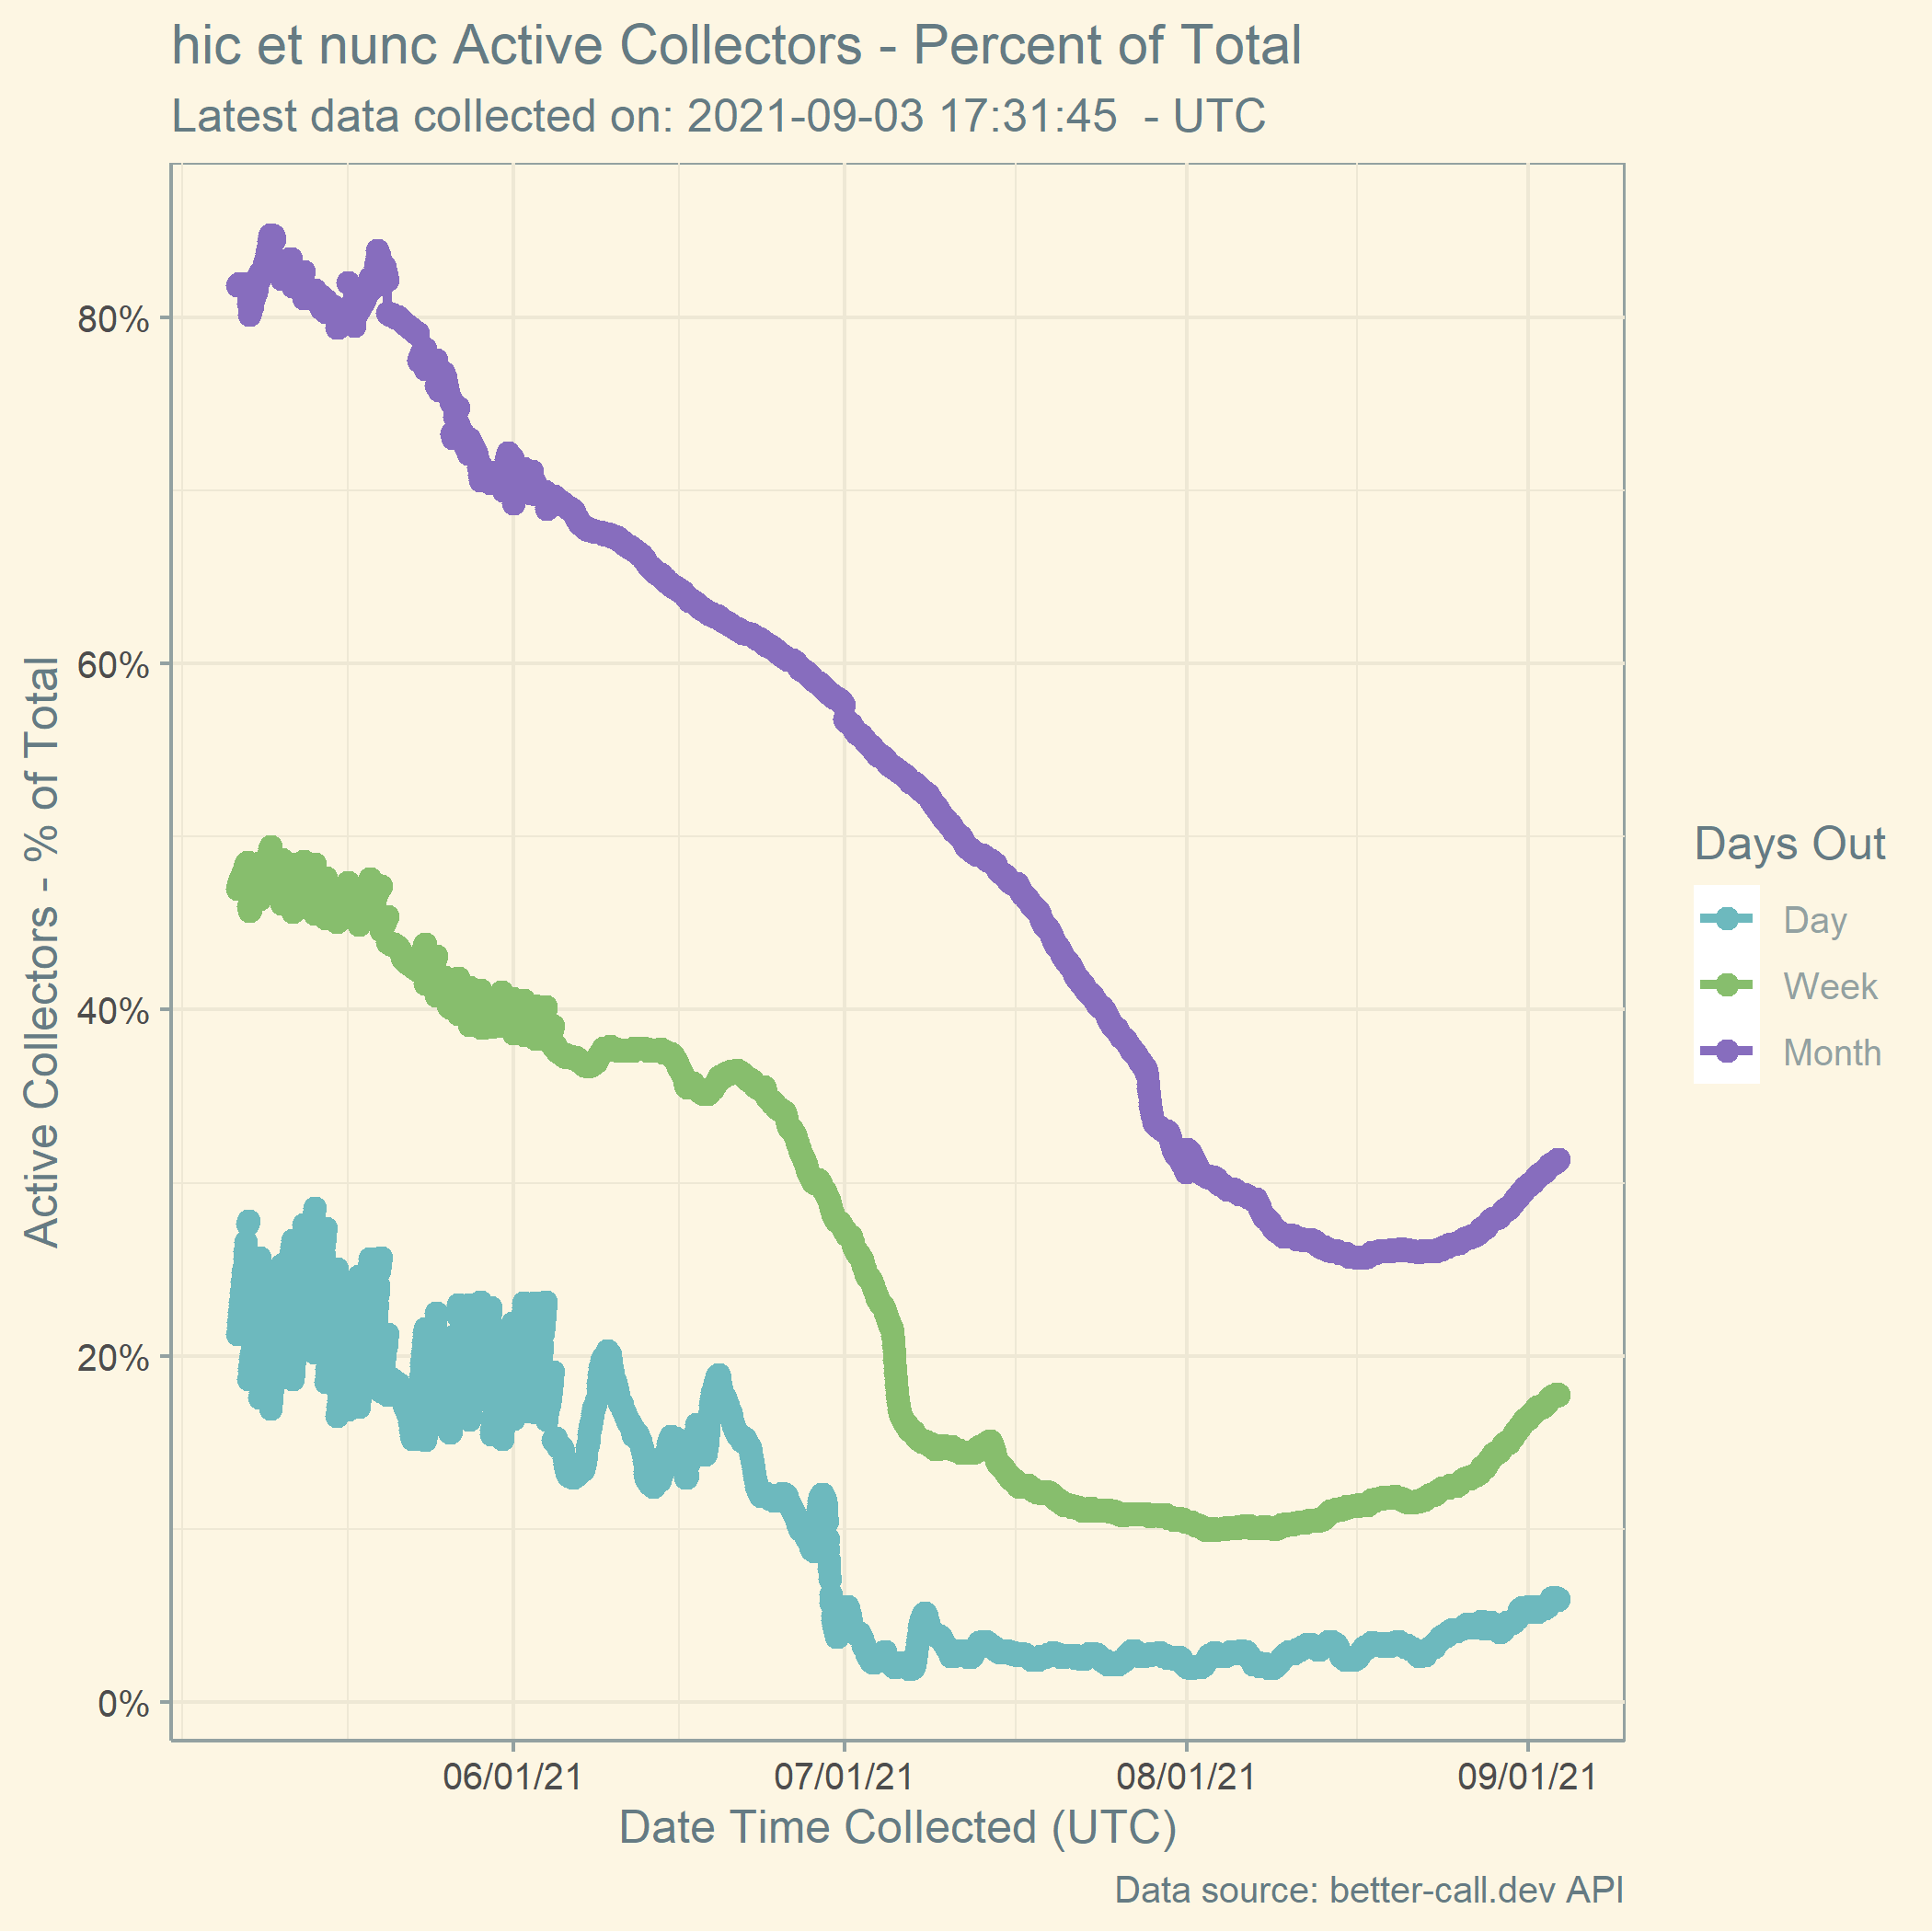 hic et nunc Active Collectors - Percent of Total
Latest data collected on: 2021-09-03 17:31:45  - UTC
Active Collectors - % of Total
80%
60%
40%
20%
0%
06/01/21
07/01/21
08/01/21
09/01/21
Date Time Collected (UTC)
Days Out
Day
Week
Month
Data source: better-call.dev API